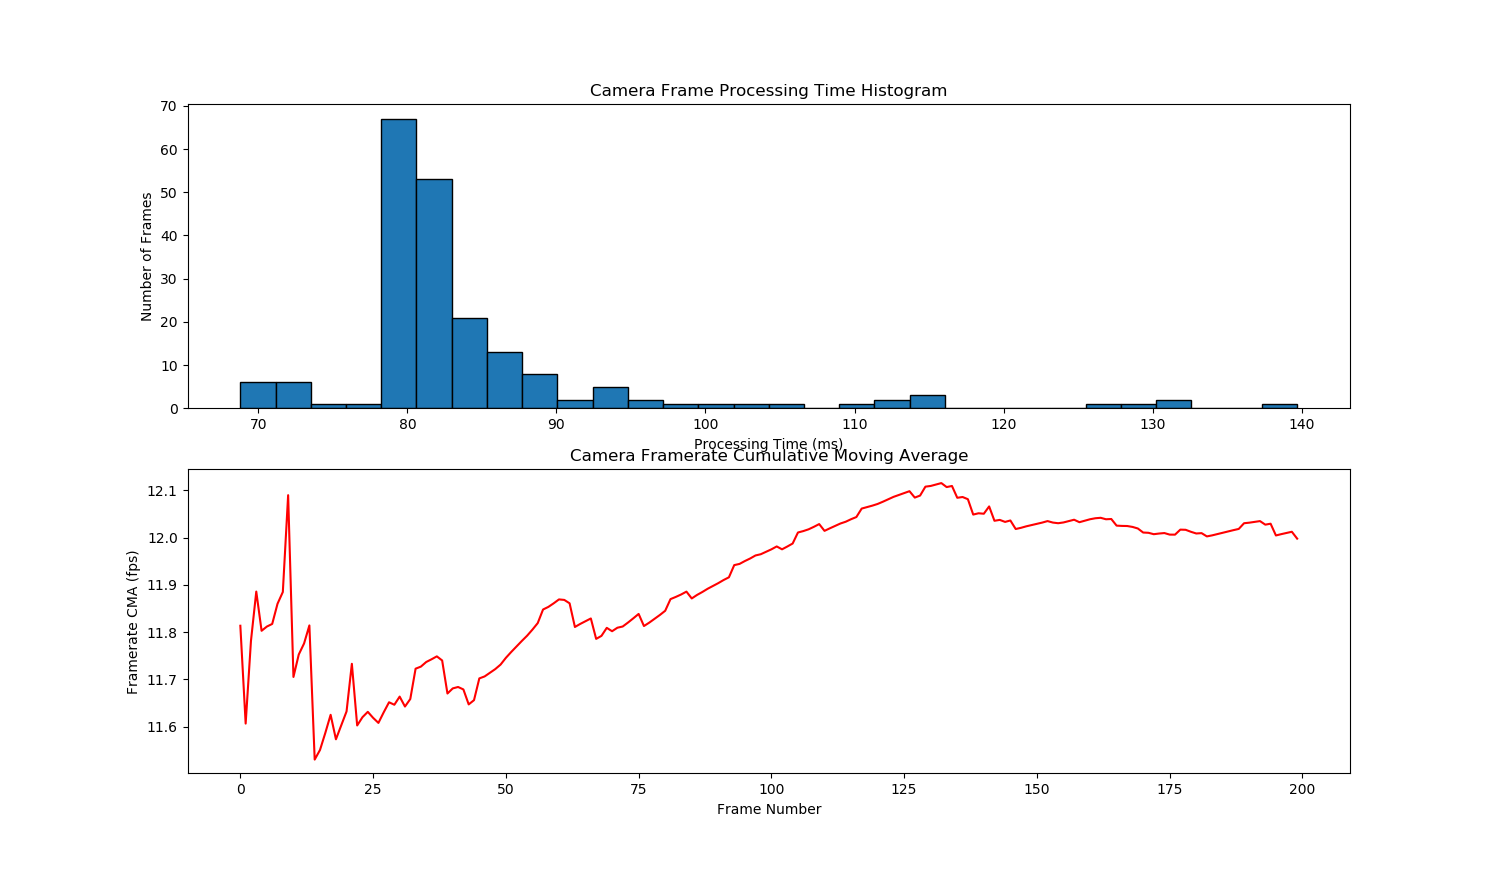 Camera Frame Processing Time Histogram
70
60
50
40
30
20
10
0
Number of Frames
70 80 90 100 110 120 130 140
Processing Time (ms)
Camera Framerate Cumulative Moving Average
12.1
12.0
11.9
11.8
11.7
11.6
Framerate CMA (fps)
0 25 50 75 100 125 150 175 200
Frame Number